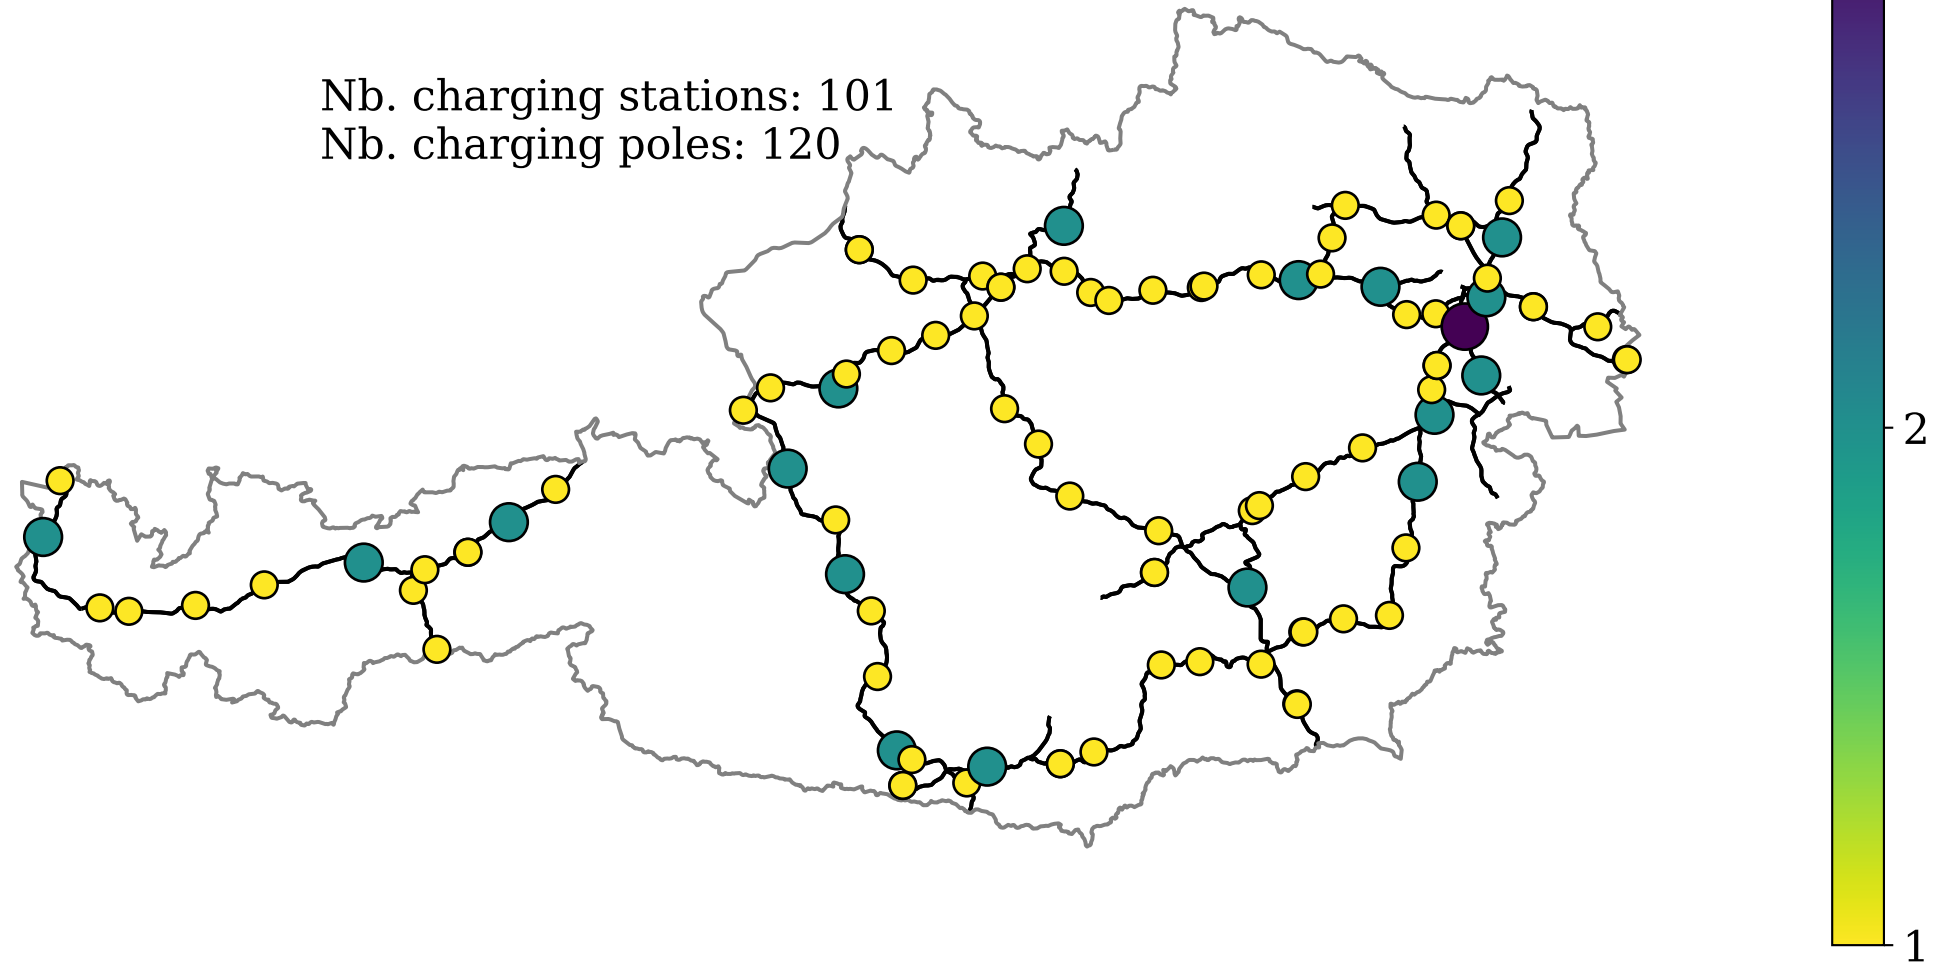 Nb. charging stations: 101
Nb. charging poles: 120
2
1